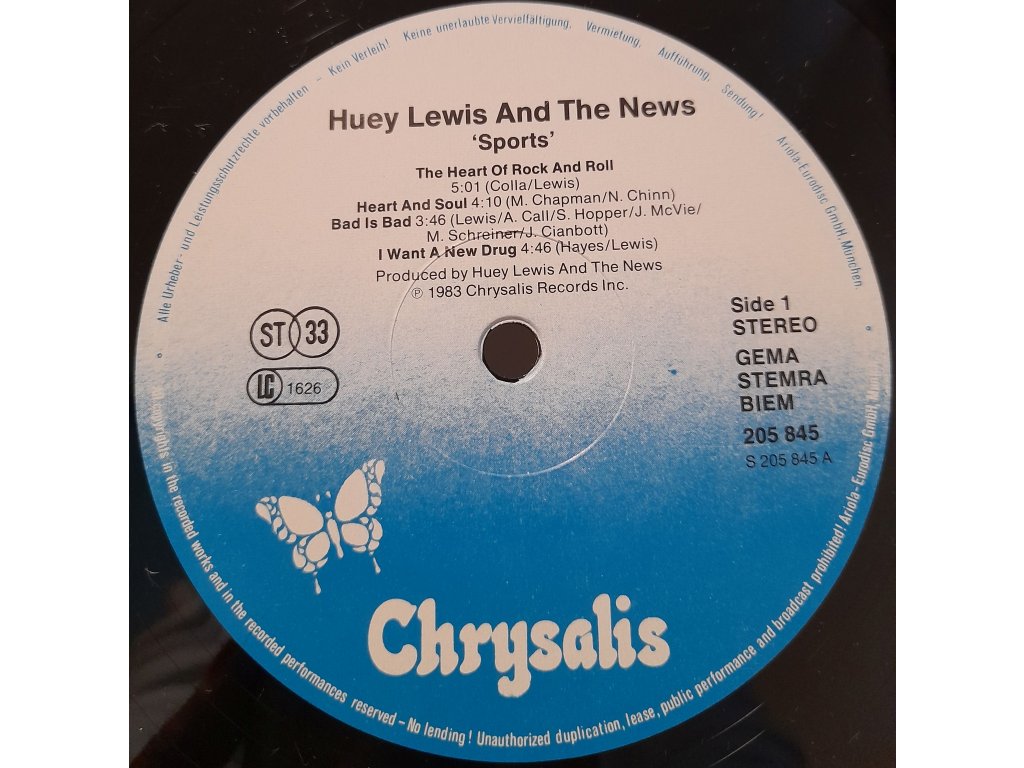 Alle Urheber- und Leistungsschutzrechte vorbehalten – Kein Verleih! Keine unerlaubte Vervielfältigung, Vermietung, Aufführung, Sendung! Ariola-Eurodisc GmbH, München.
Huey Lewis And The News
‘Sports’
The Heart Of Rock And Roll
5:01 (Colla/Lewis)
Heart And Soul 4:10 (M. Chapman/N. Chinn)
Bad Is Bad 3:46 (Lewis/A. Call/S. Hopper/J. McVie/
M. Schreiner/J. Cianbott)
I Want A New Drug 4:46 (Hayes/Lewis)
Produced by Huey Lewis And The News
℗ 1983 Chrysalis Records Inc.
ST 33
LC 1626
Side 1
STEREO
GEMA
STEMRA
BIEM
205 845
S 205 845 A
Chrysalis
copyrights in the recorded works and in the recorded performances reserved – No lending! Unauthorized duplication, lease, public performance and broadcast prohibited! Ariola-Eurodisc GmbH, Munich